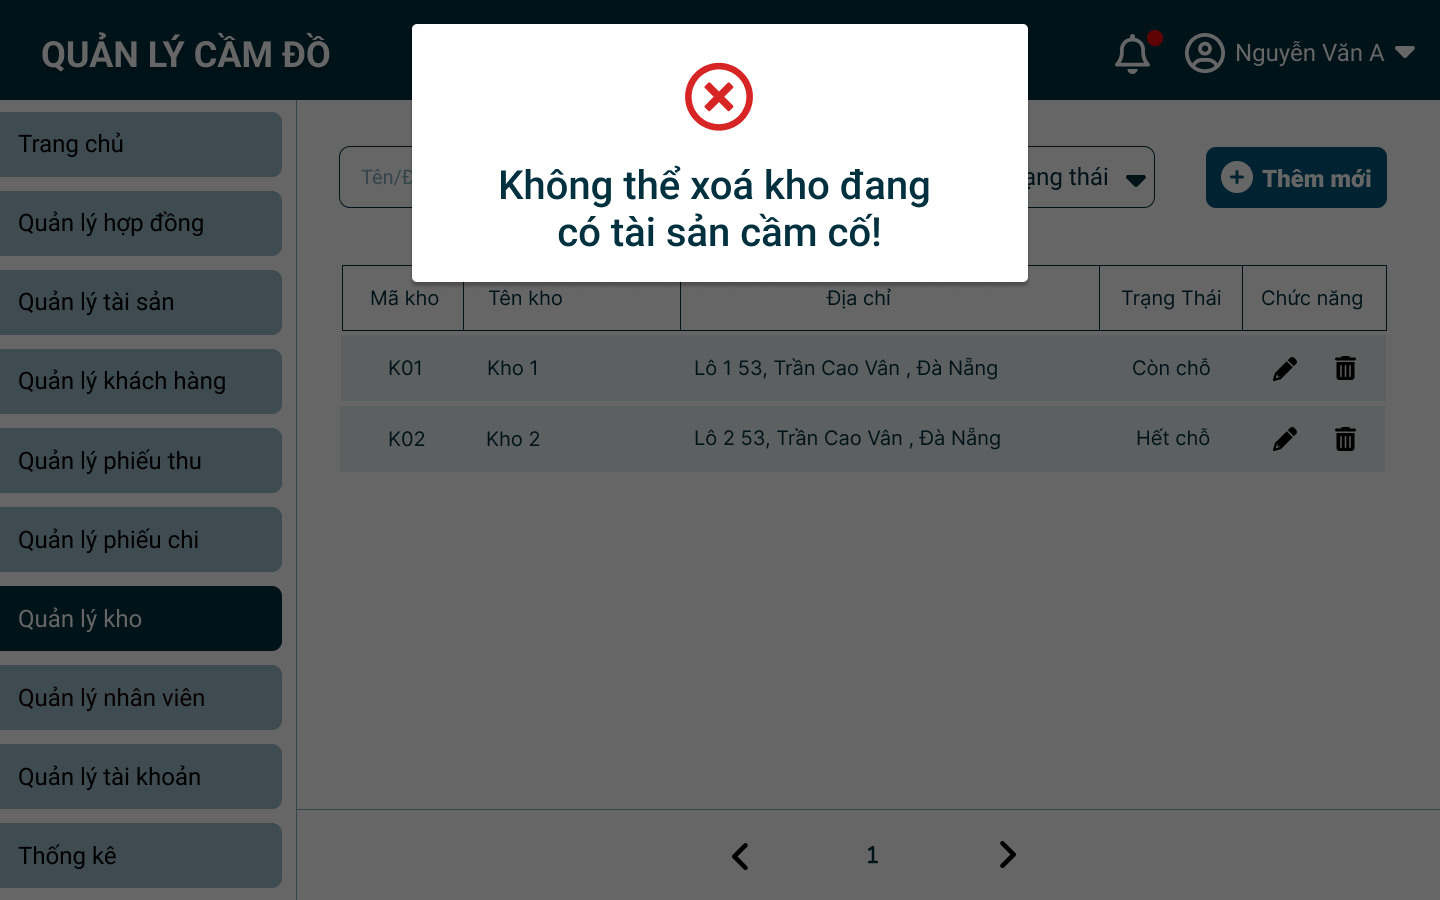 QUẢN LÝ CẦM ĐỒ
Nguyễn Văn A
Không thể xoá kho đang
có tài sản cầm cố!
Trang chủ
Quản lý hợp đồng
Quản lý tài sản
Quản lý khách hàng
Quản lý phiếu thu
Quản lý phiếu chi
Quản lý kho
Quản lý nhân viên
Quản lý tài khoản
Thống kê
Tên/Đ
ạng thái
Thêm mới
Mã kho Tên kho Địa chỉ Trạng Thái Chức năng
K01 Kho 1 Lô 1 53, Trần Cao Vân , Đà Nẵng Còn chỗ
K02 Kho 2 Lô 2 53, Trần Cao Vân , Đà Nẵng Hết chỗ
1